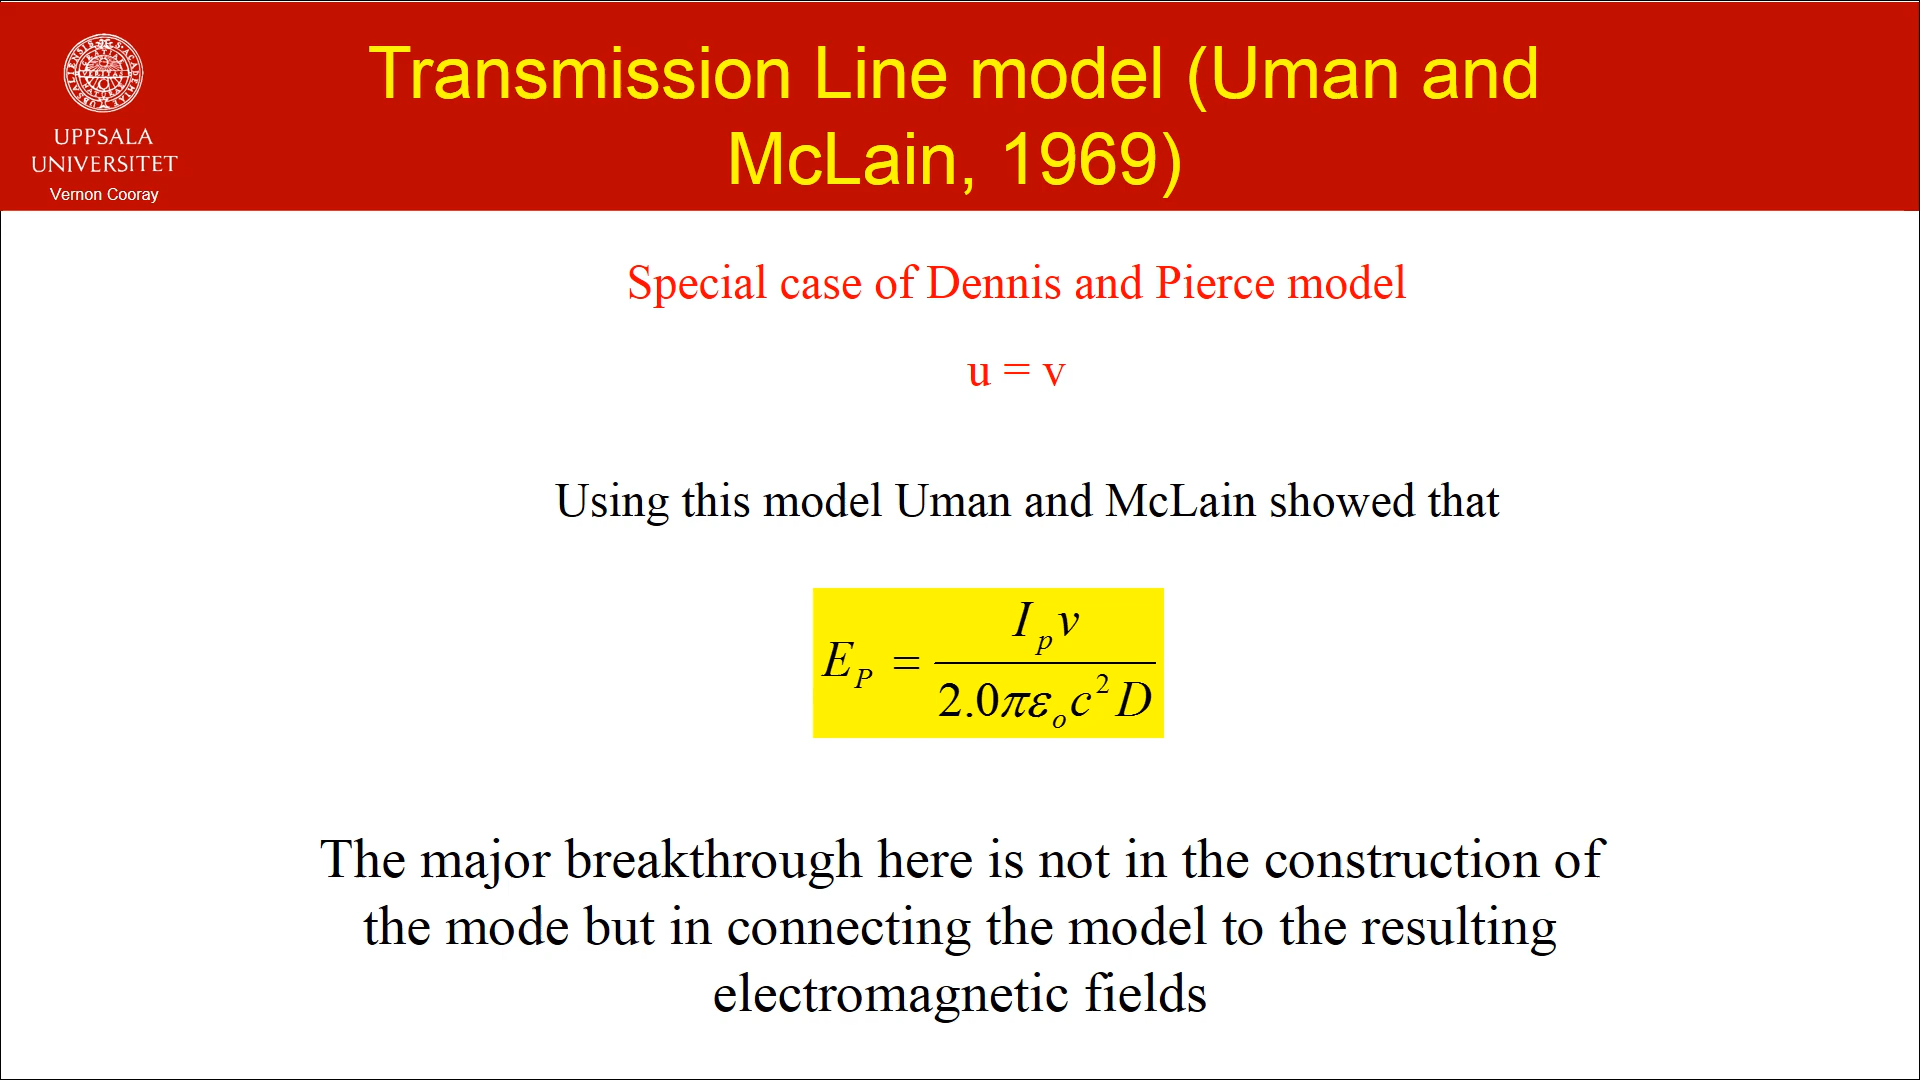 Transmission Line model (Uman and
McLain, 1969)
UPPSALA
UNIVERSITET
Vernon Cooray
Special case of Dennis and Pierce model
u = v
Using this model Uman and McLain showed that
E_P = I_p v / 2.0πε_o c² D
The major breakthrough here is not in the construction of
the mode but in connecting the model to the resulting
electromagnetic fields